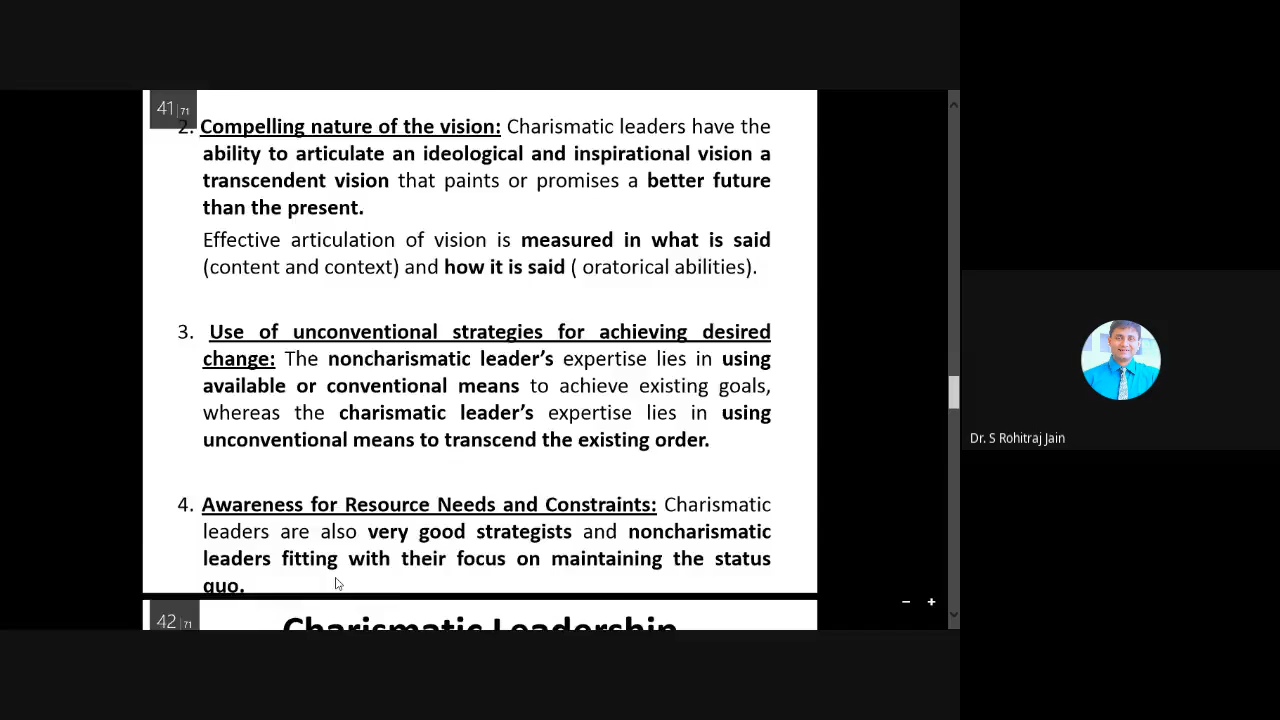 41 | 71
2. Compelling nature of the vision: Charismatic leaders have the
ability to articulate an ideological and inspirational vision a
transcendent vision that paints or promises a better future
than the present.
Effective articulation of vision is measured in what is said
(content and context) and how it is said ( oratorical abilities).
3. Use of unconventional strategies for achieving desired
change: The noncharismatic leader's expertise lies in using
available or conventional means to achieve existing goals,
whereas the charismatic leader's expertise lies in using
unconventional means to transcend the existing order.
4. Awareness for Resource Needs and Constraints: Charismatic
leaders are also very good strategists and noncharismatic
leaders fitting with their focus on maintaining the status
quo.
42 | 71
Charismatic Leadership
Dr. S Rohitraj Jain